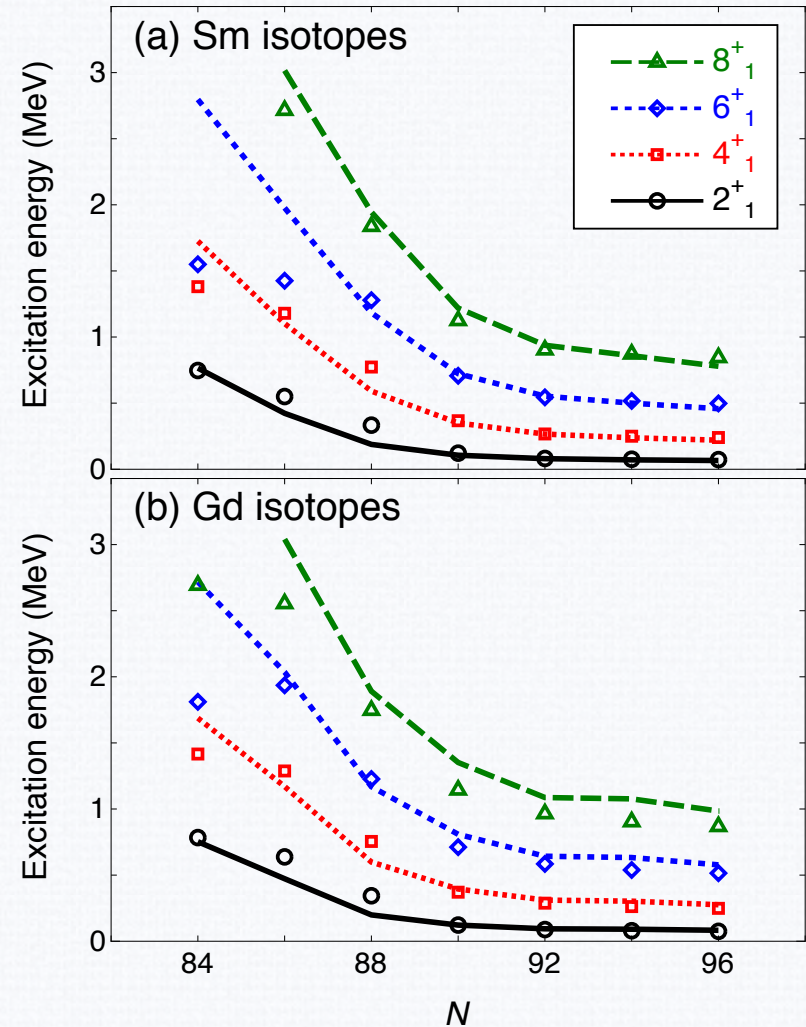 (a) Sm isotopes
8⁺₁
6⁺₁
4⁺₁
2⁺₁
Excitation energy (MeV)
3
2
1
0
(b) Gd isotopes
Excitation energy (MeV)
3
2
1
0
84 88 92 96
N